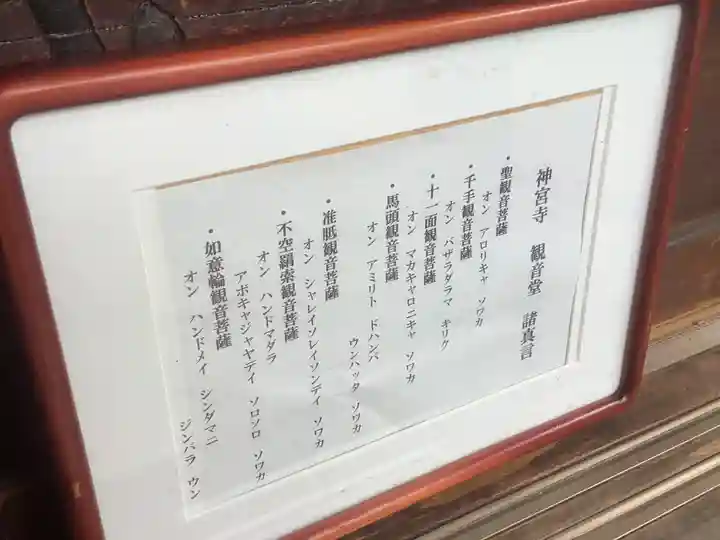 神宮寺 観音堂 諸真言
・聖観音菩薩
オン アロリキャ ソワカ
・千手観音菩薩
オン バザラダラマ キリク
・十一面観音菩薩
オン マカキャロニキャ ソワカ
・馬頭観音菩薩
オン アミリト ドハンバ
ウンハッタ ソワカ
・准胝観音菩薩
オン シャレイソレイソンデイ ソワカ
・不空羂索観音菩薩
オン ハンドマダラ
アボキャジャヤデイ ソロソロ ソワカ
・如意輪観音菩薩
オン ハンドメイ シンダマニ
ジンバラ ウン